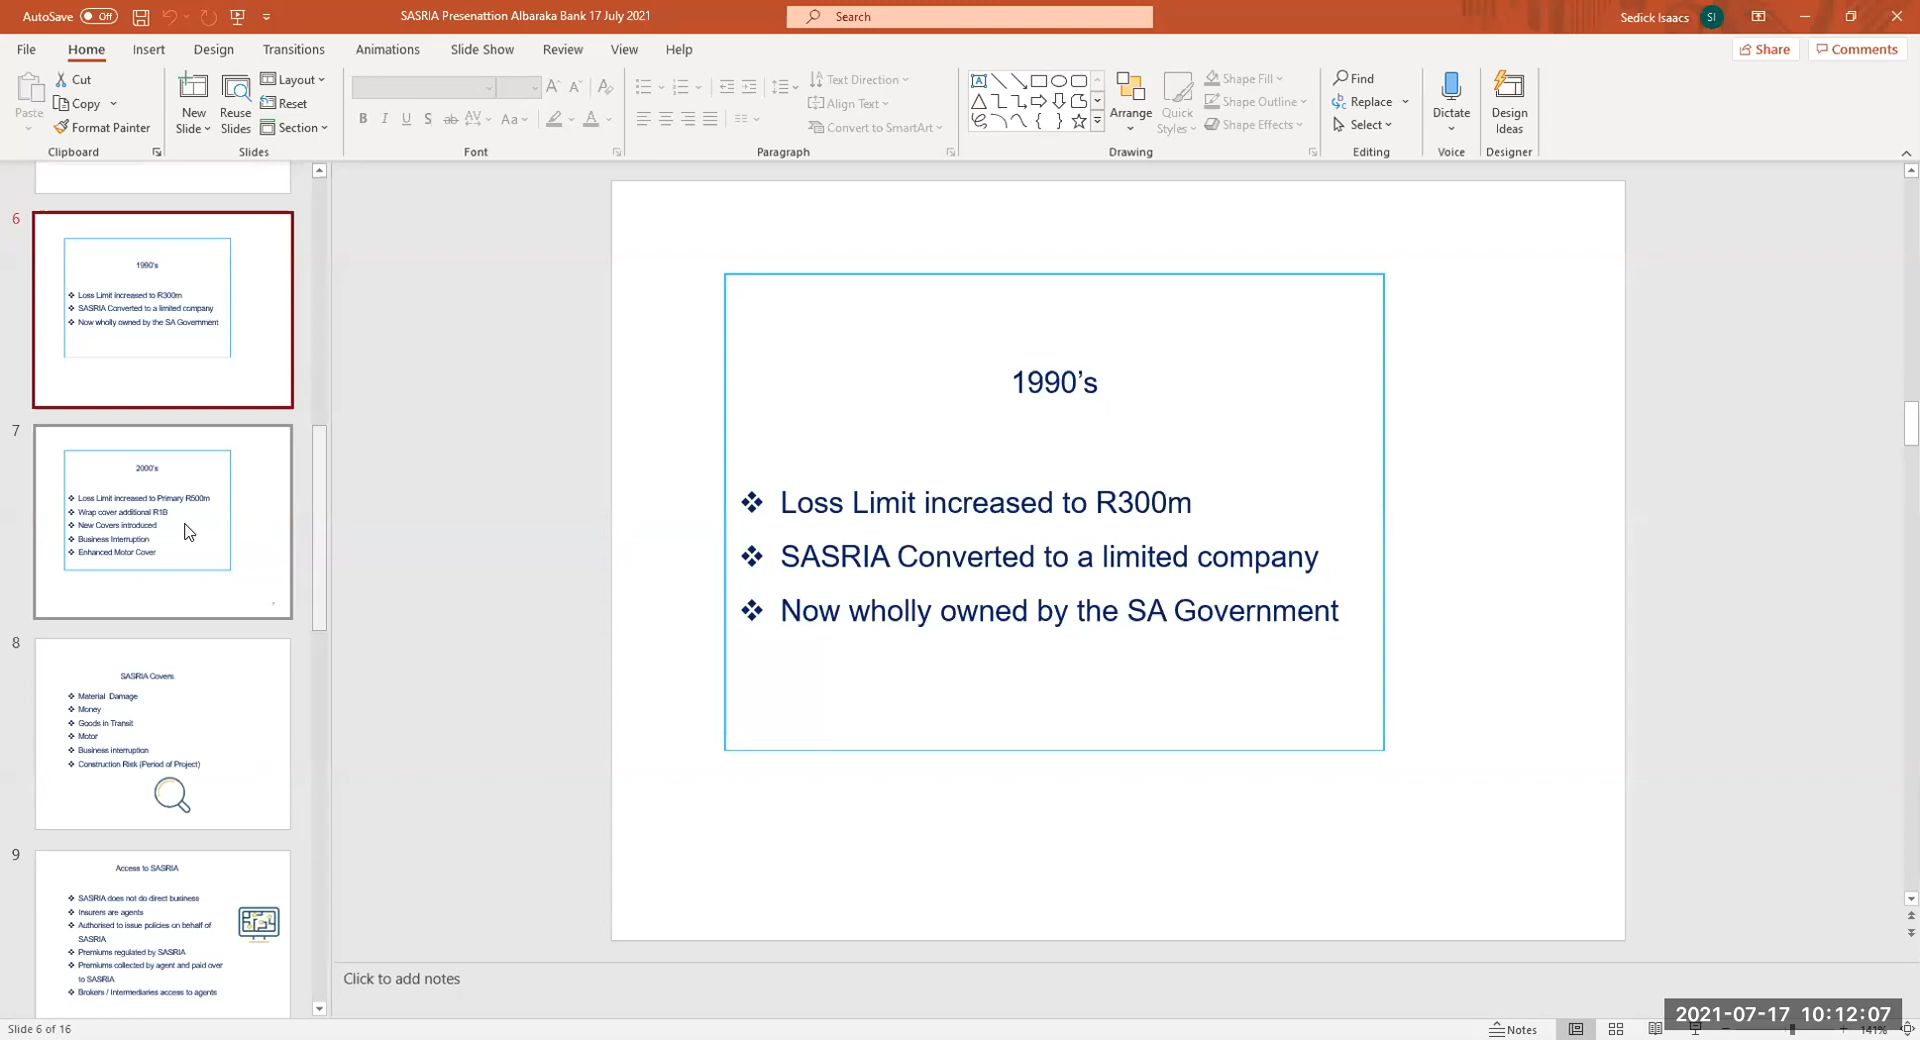 AutoSave Off
SASRIA Presenattion Albaraka Bank 17 July 2021
Search
Sedick Isaacs SI
File Home Insert Design Transitions Animations Slide Show Review View Help
Share Comments
Paste
Cut
Copy
Format Painter
Clipboard
New Slide
Reuse Slides
Layout
Reset
Section
Slides
B I U S ab AV Aa A
Font
Text Direction
Align Text
Convert to SmartArt
Paragraph
Arrange
Quick Styles
Shape Fill
Shape Outline
Shape Effects
Drawing
Find
Replace
Select
Editing
Dictate
Voice
Design Ideas
Designer
6
1990's
Loss Limit increased to R300m
SASRIA Converted to a limited company
Now wholly owned by the SA Government
7
2000's
Loss Limit increased to Primary R500m
Wrap cover additional R1B
New Covers introduced
Business Interruption
Enhanced Motor Cover
8
SASRIA Covers
Material Damage
Money
Goods in Transit
Motor
Business interruption
Construction Risk (Period of Project)
9
Access to SASRIA
SASRIA does not do direct business
Insurers are agents
Authorised to issue policies on behalf of
SASRIA
Premiums regulated by SASRIA
Premiums collected by agent and paid over
to SASRIA
Brokers / Intermediaries access to agents
1990's
Loss Limit increased to R300m
SASRIA Converted to a limited company
Now wholly owned by the SA Government
Click to add notes
Slide 6 of 16
Notes
2021-07-17 10:12:07
141%